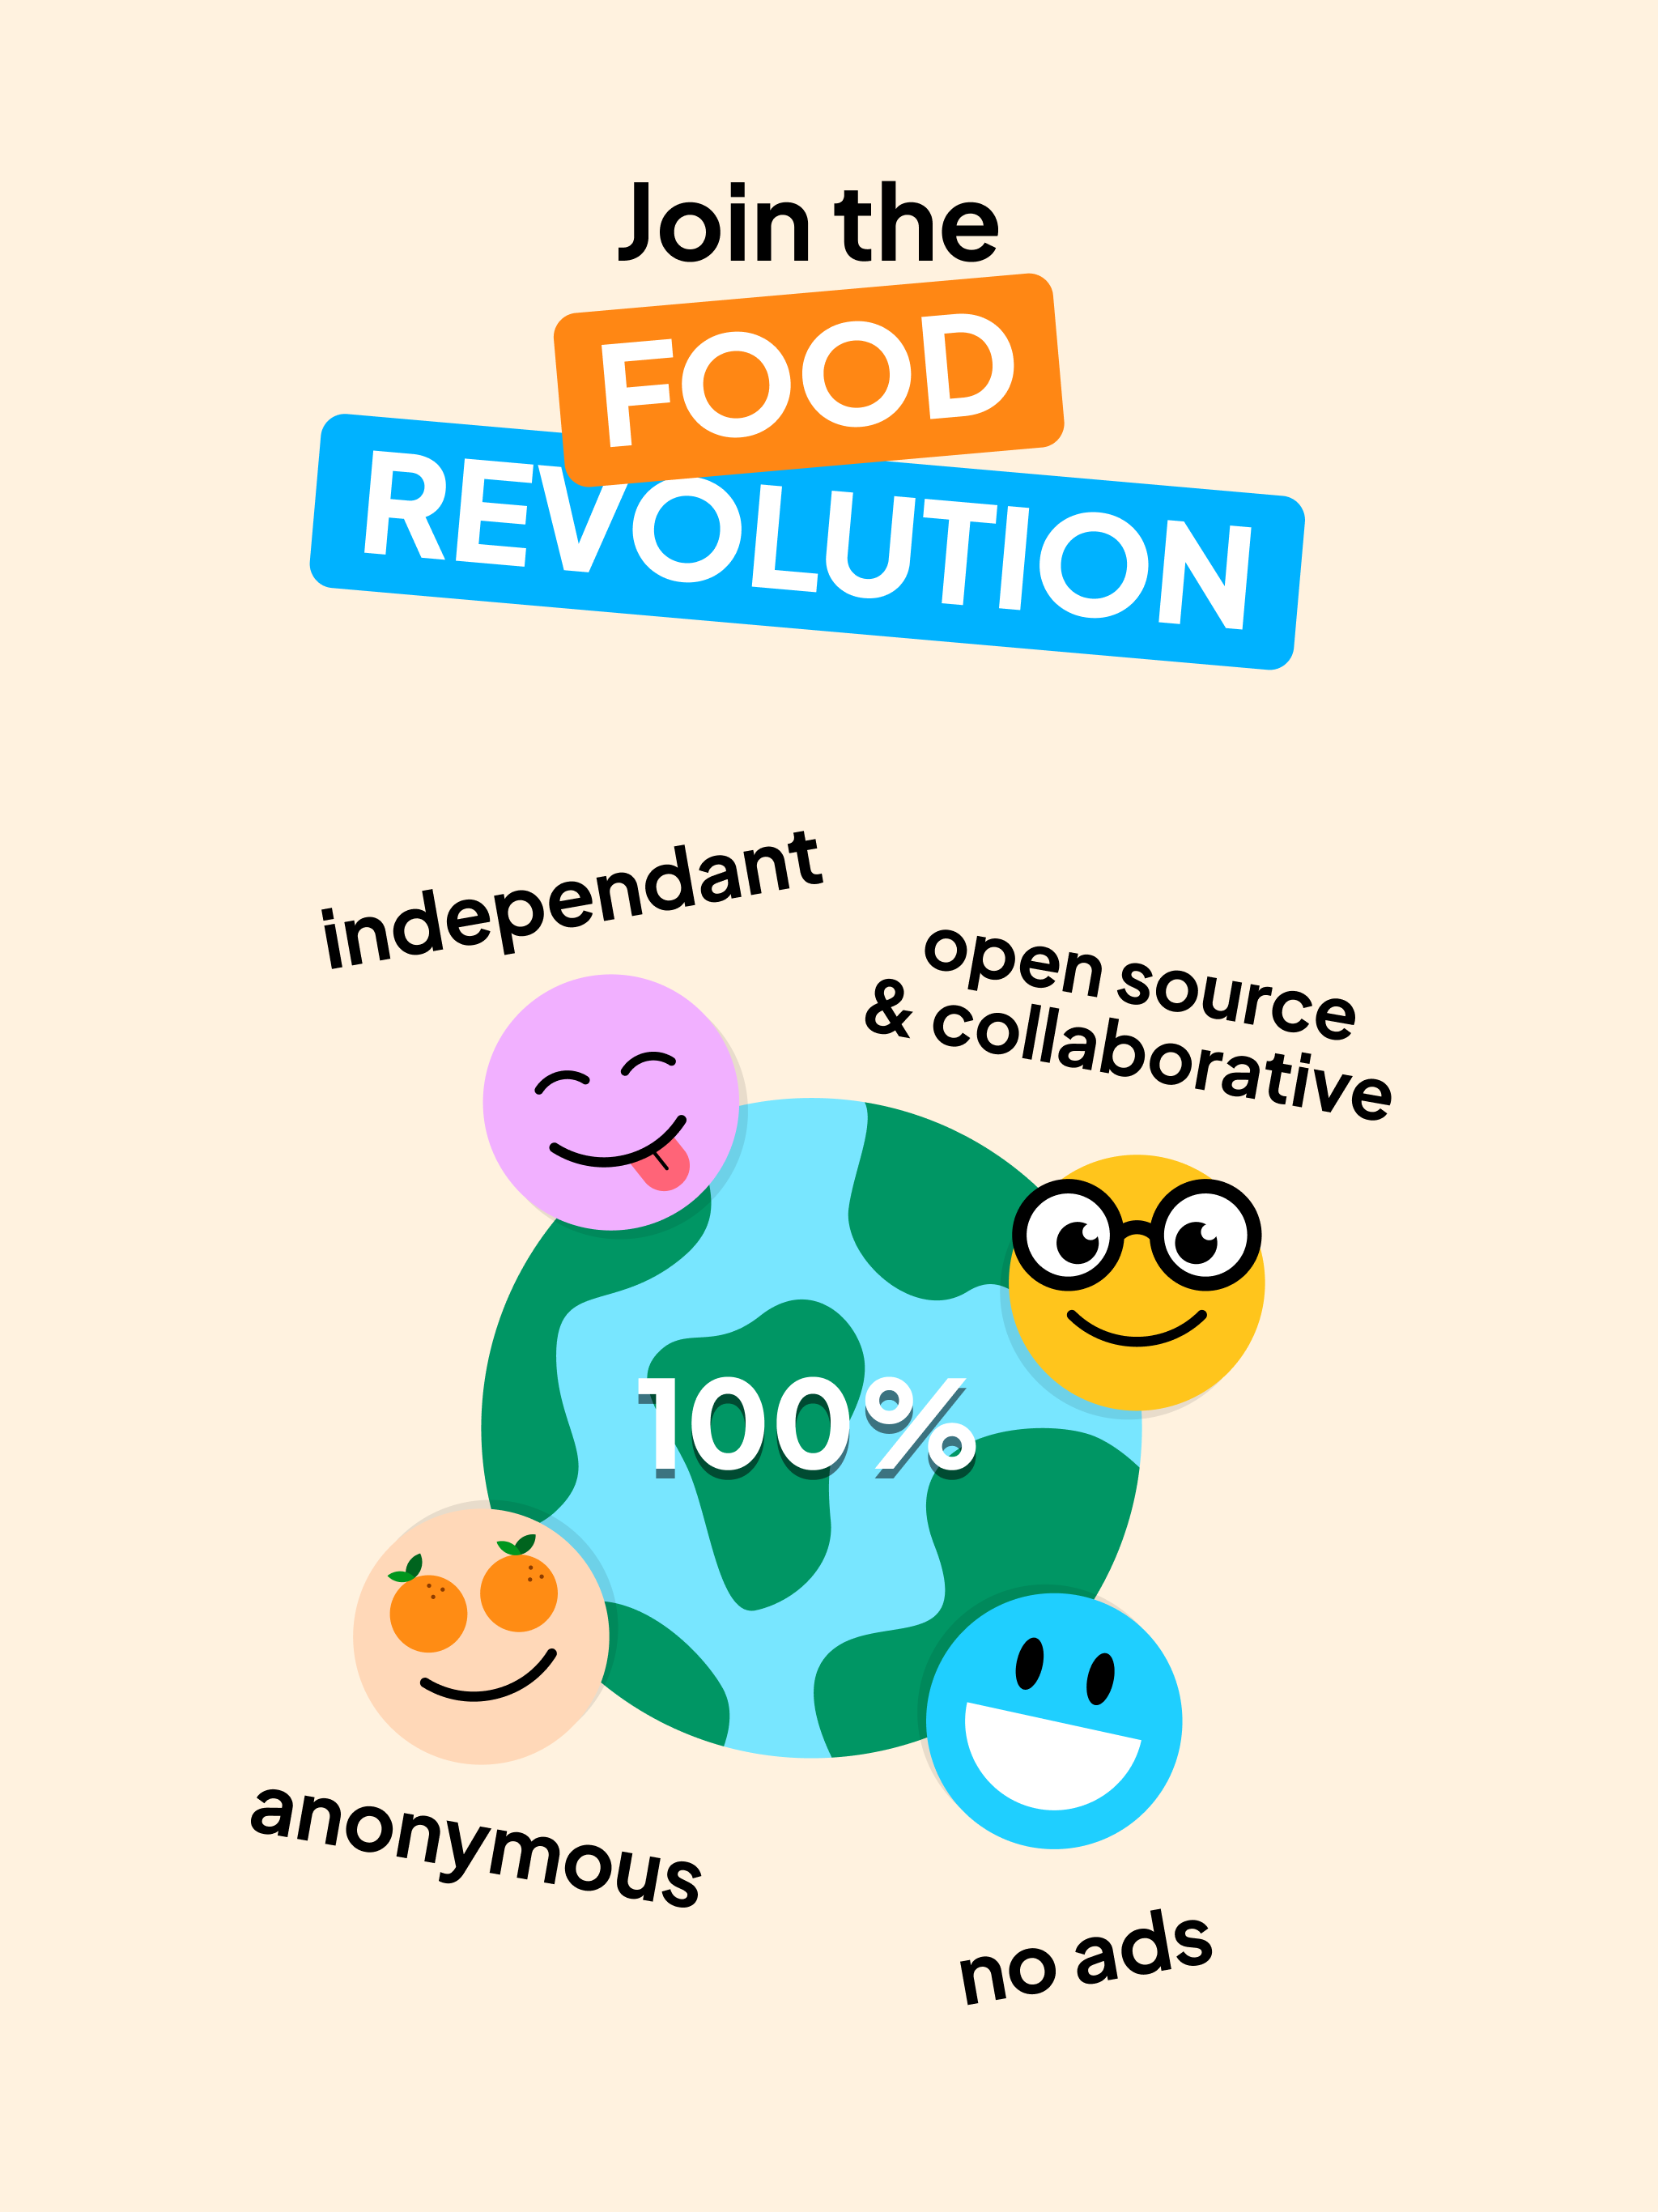 Join the
FOOD
REVOLUTION
independant
open source
& collaborative
100%
anonymous
no ads